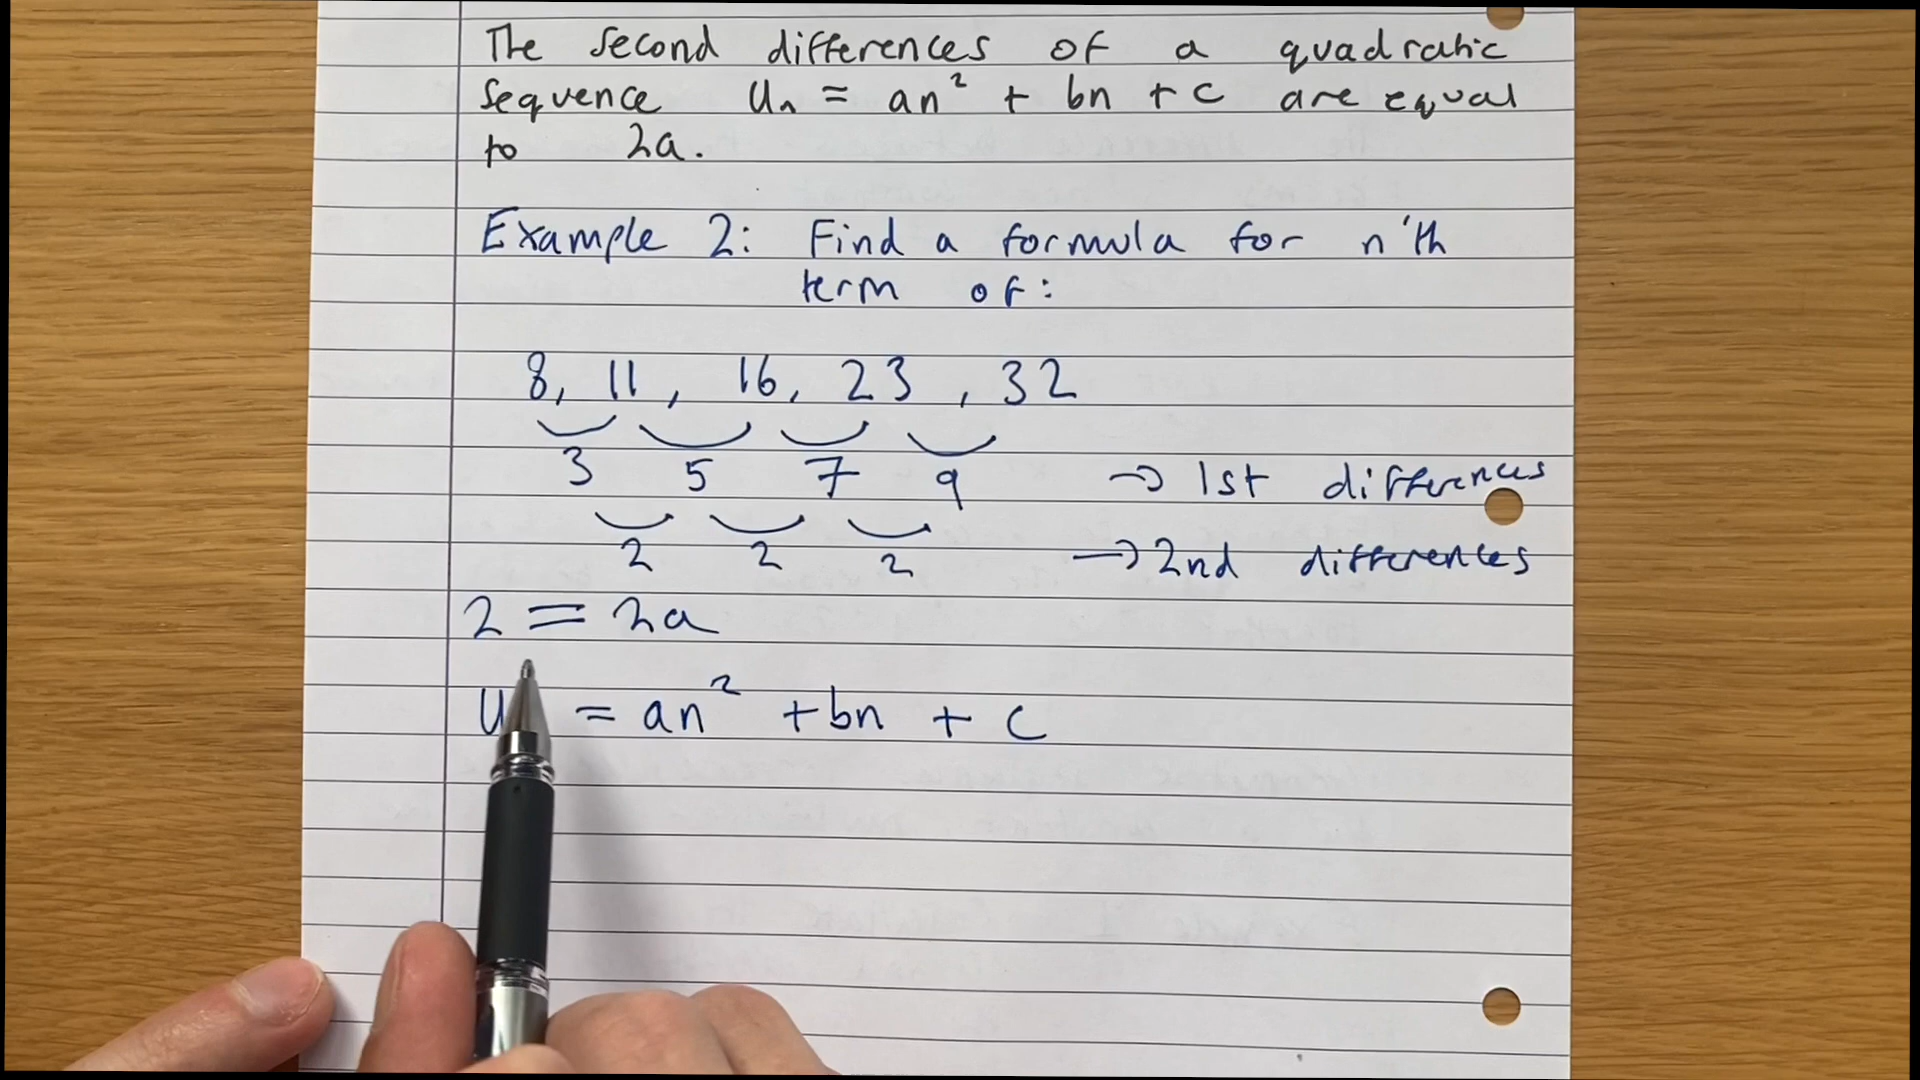 The second differences of a quadratic
sequence Uₙ = an² + bn + c are equal
to 2a.
Example 2: Find a formula for n'th
term of:
8, 11, 16, 23, 32
3 5 7 9 → 1st differences
2 2 2 → 2nd differences
2 = 2a
U = an² + bn + c